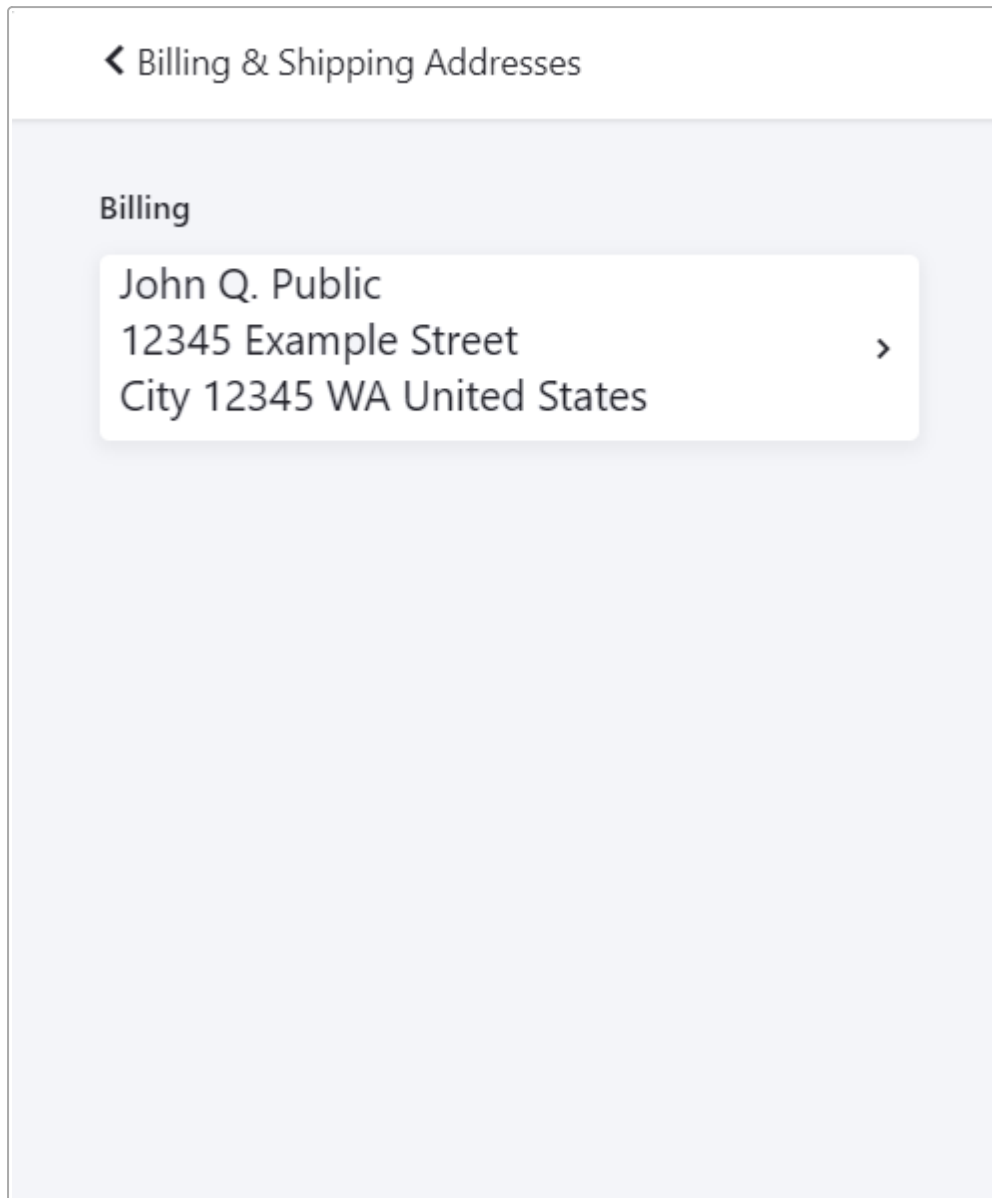 Billing & Shipping Addresses
Billing
John Q. Public
12345 Example Street
City 12345 WA United States